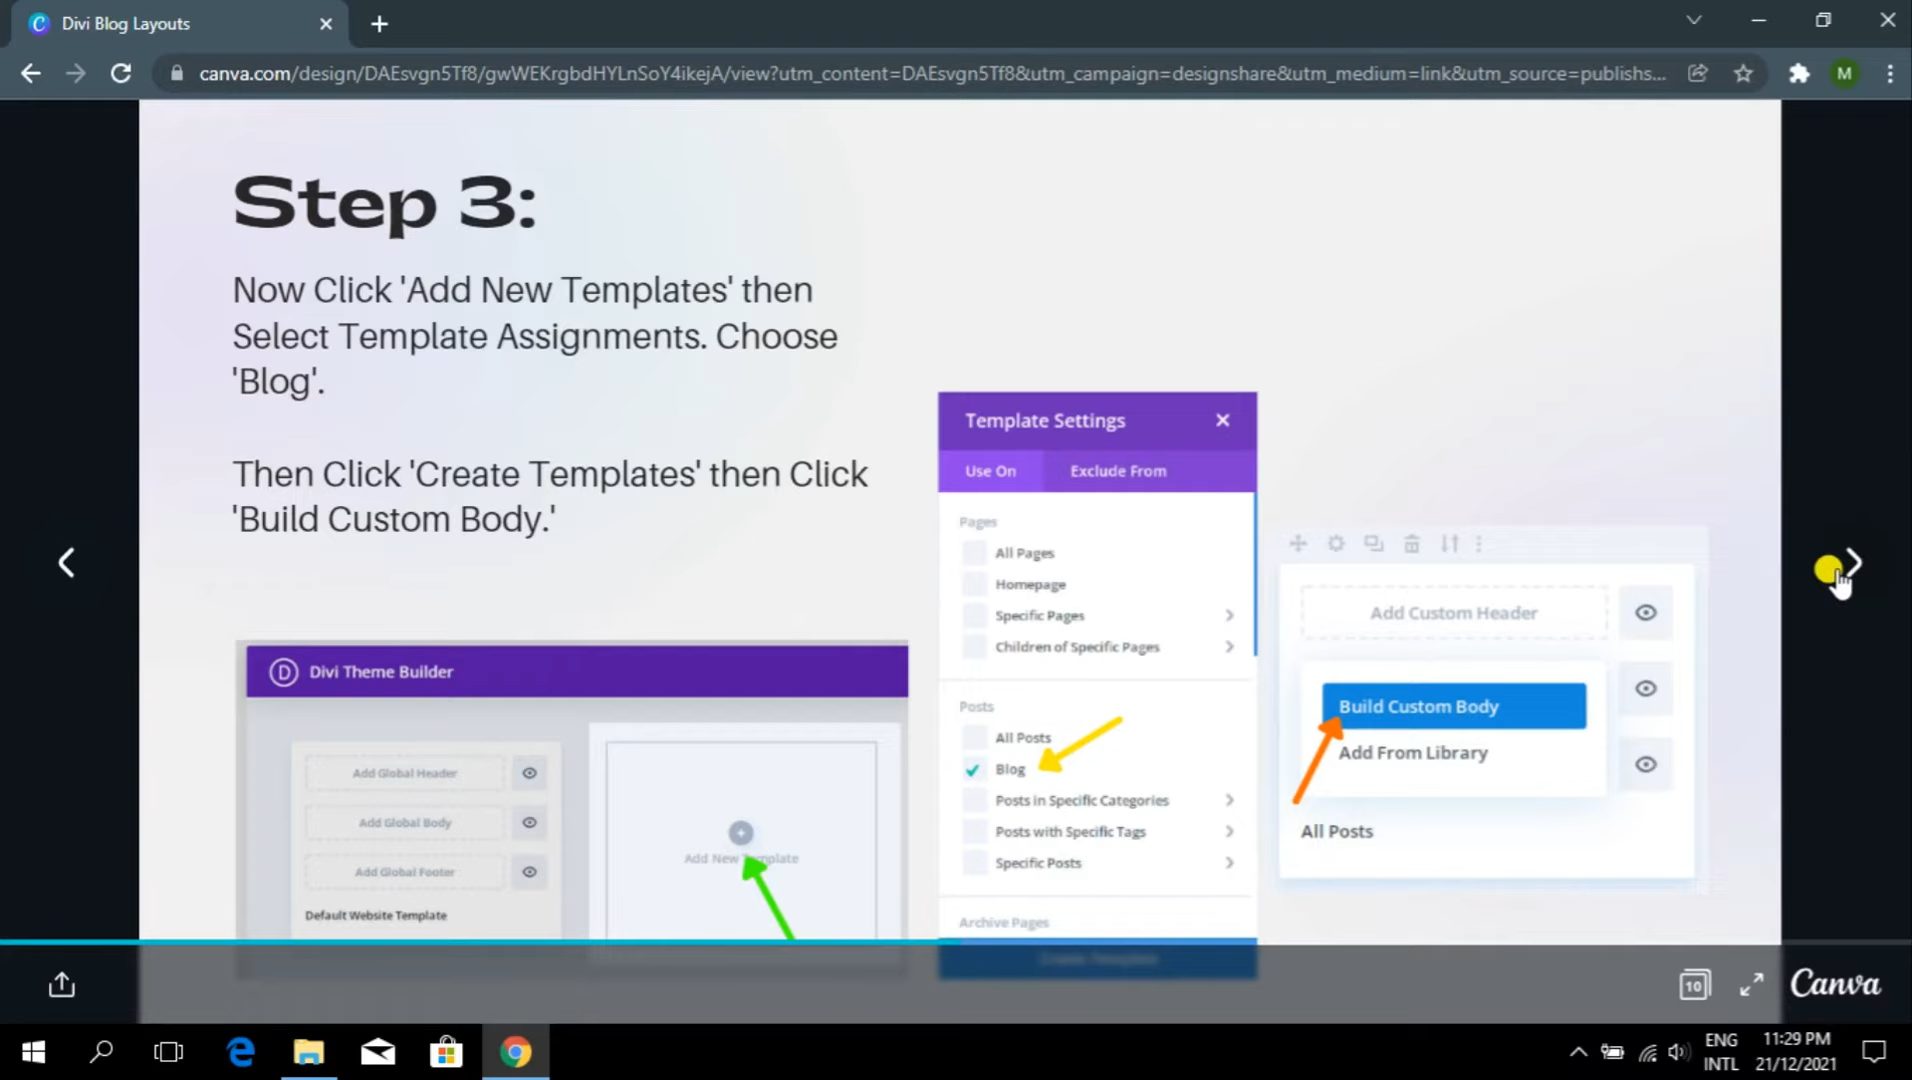 Divi Blog Layouts
canva.com/design/DAEsvgn5Tf8/gwWEKrgbdHYLnSoY4ikejA/view?utm_content=DAEsvgn5Tf8&utm_campaign=designshare&utm_medium=link&utm_source=publishs...
M
Step 3:
Now Click 'Add New Templates' then
Select Template Assignments. Choose
'Blog'.
Then Click 'Create Templates' then Click
'Build Custom Body.'
D Divi Theme Builder
Add Global Header
Add Global Body
Add Global Footer
Default Website Template
Add New Template
Template Settings
Use On Exclude From
Pages
All Pages
Homepage
Specific Pages
Children of Specific Pages
Posts
All Posts
Blog
Posts in Specific Categories
Posts with Specific Tags
Specific Posts
Archive Pages
Create Template
Add Custom Header
Build Custom Body
Add From Library
All Posts
10
Canva
ENG
INTL
11:29 PM
21/12/2021